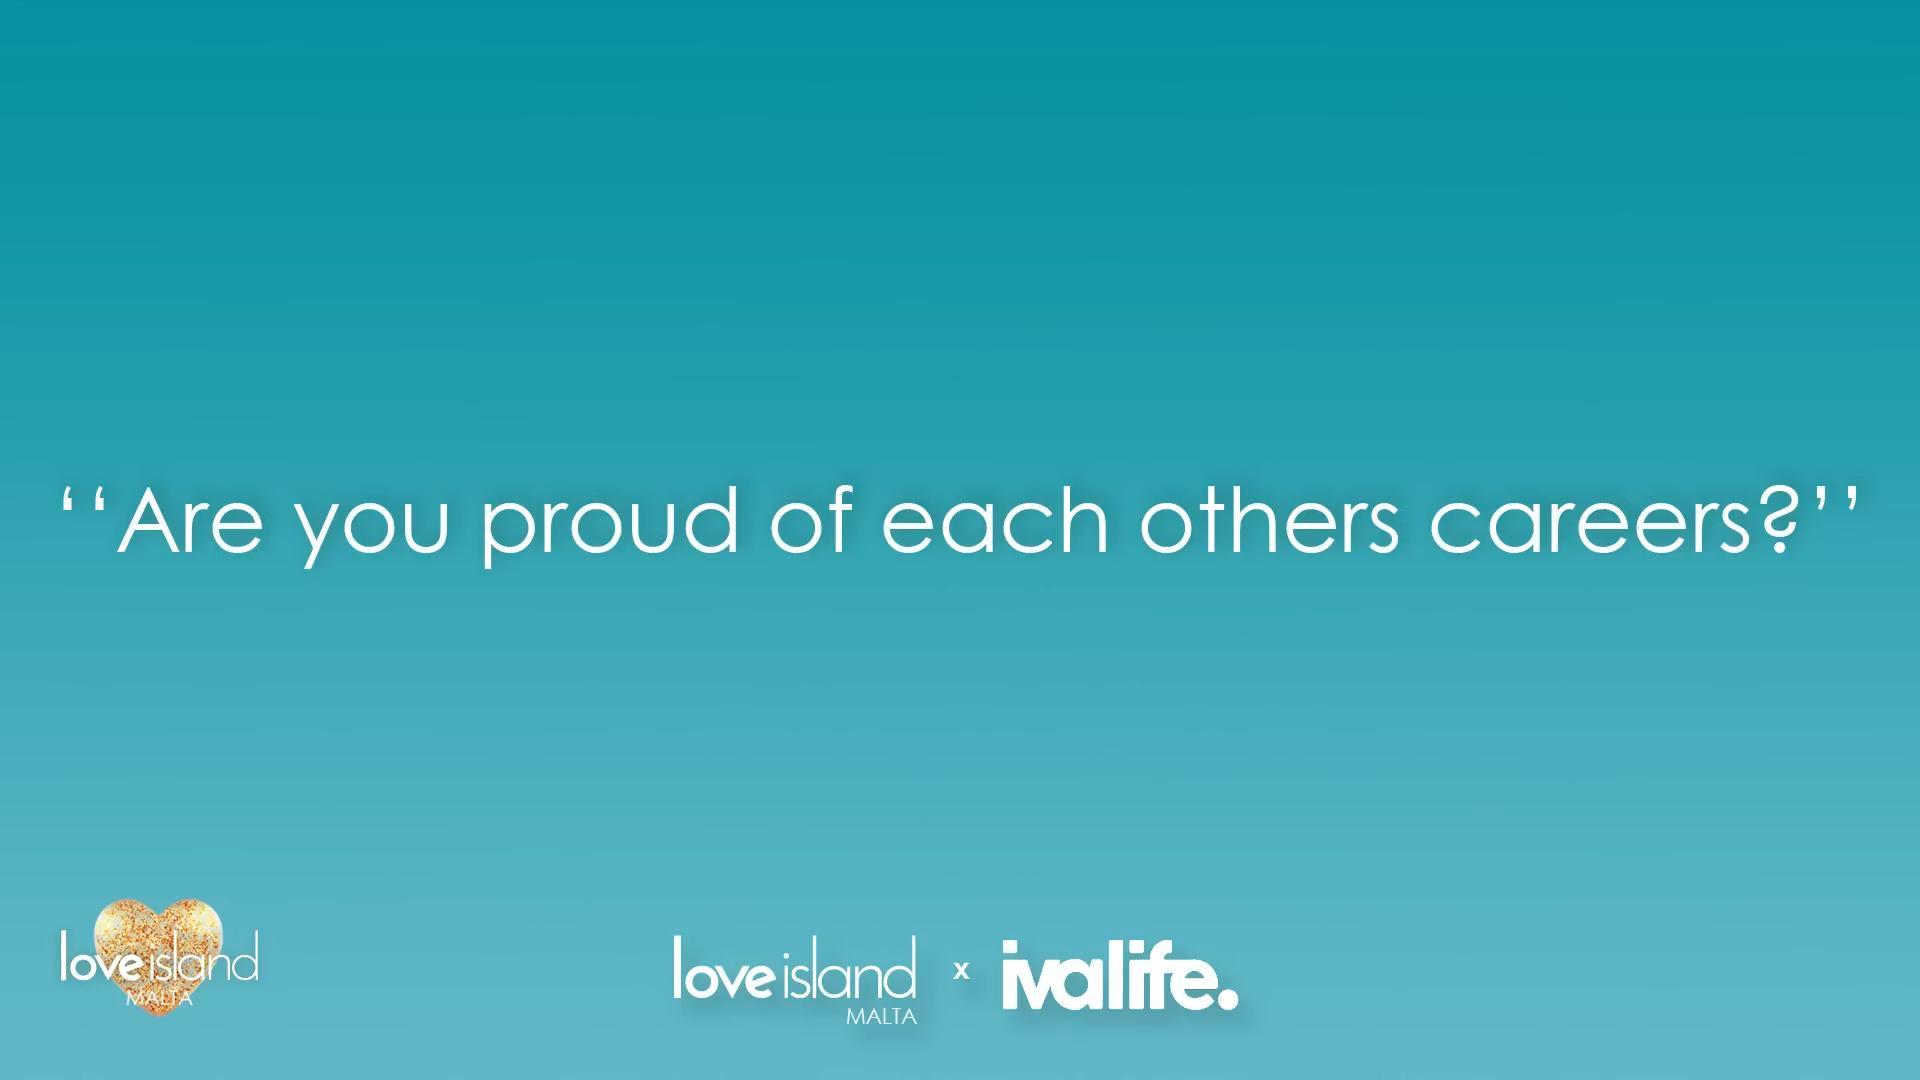 ‘‘Are you proud of each others careers?’’
love island
MALTA
love island
MALTA
x
ivalife.